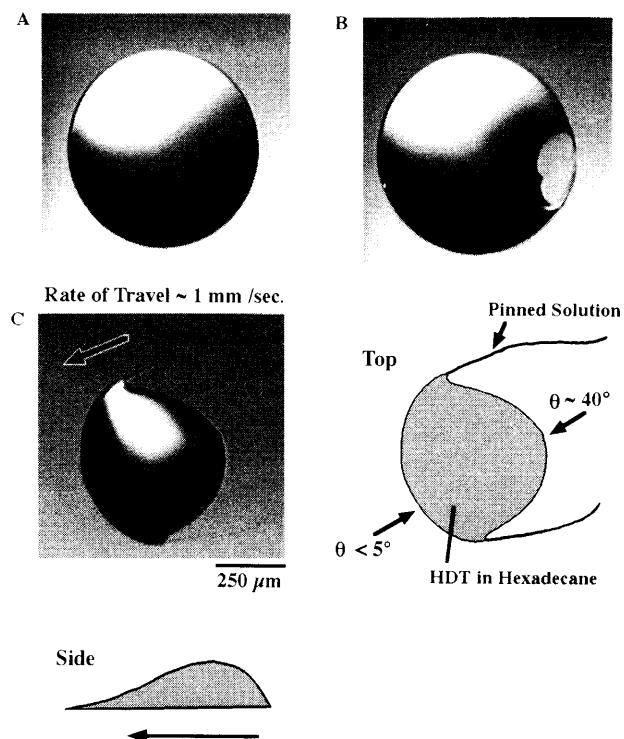 A
B
Rate of Travel ~ 1 mm /sec.
C
Pinned Solution
Top
θ ~ 40°
θ < 5°
HDT in Hexadecane
250 µm
Side